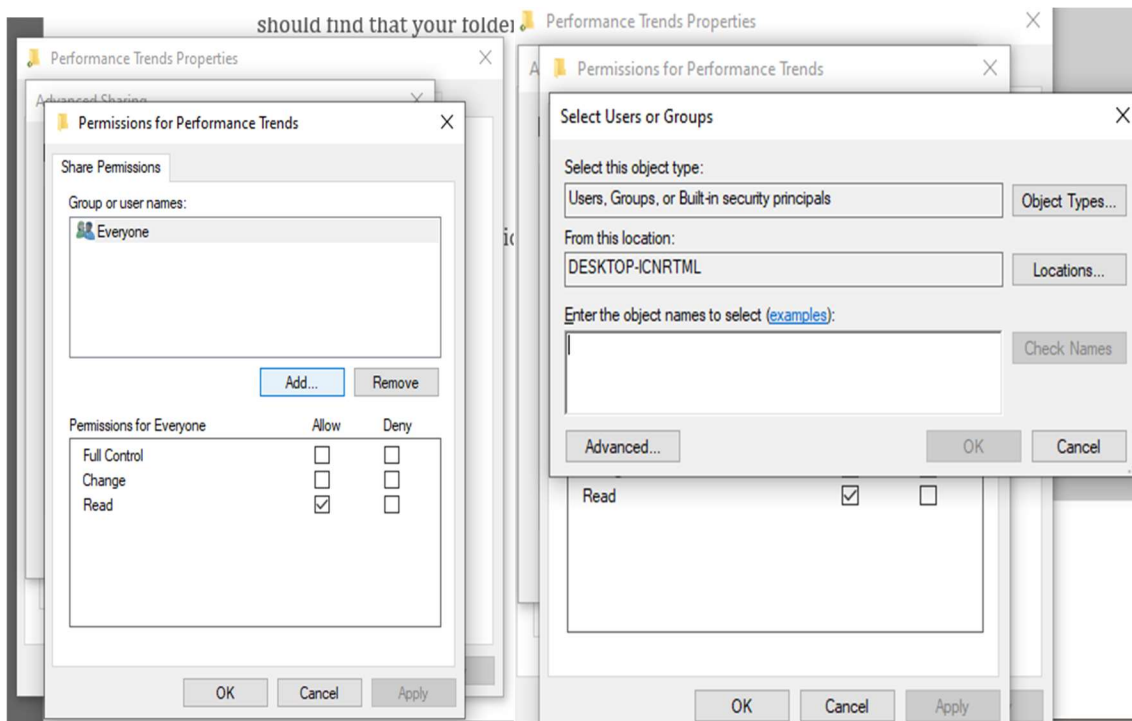 should find that your folder
Performance Trends Properties
Advanced Sharing
Permissions for Performance Trends
Share Permissions
Group or user names:
Everyone
Add...
Remove
Permissions for Everyone Allow Deny
Full Control
Change
Read
OK
Cancel
Apply
Performance Trends Properties
A
Permissions for Performance Trends
Select Users or Groups
Select this object type:
Users, Groups, or Built-in security principals
Object Types...
From this location:
DESKTOP-ICNRTML
Locations...
Enter the object names to select (examples):
Check Names
Advanced...
OK
Cancel
Read
OK
Cancel
Apply